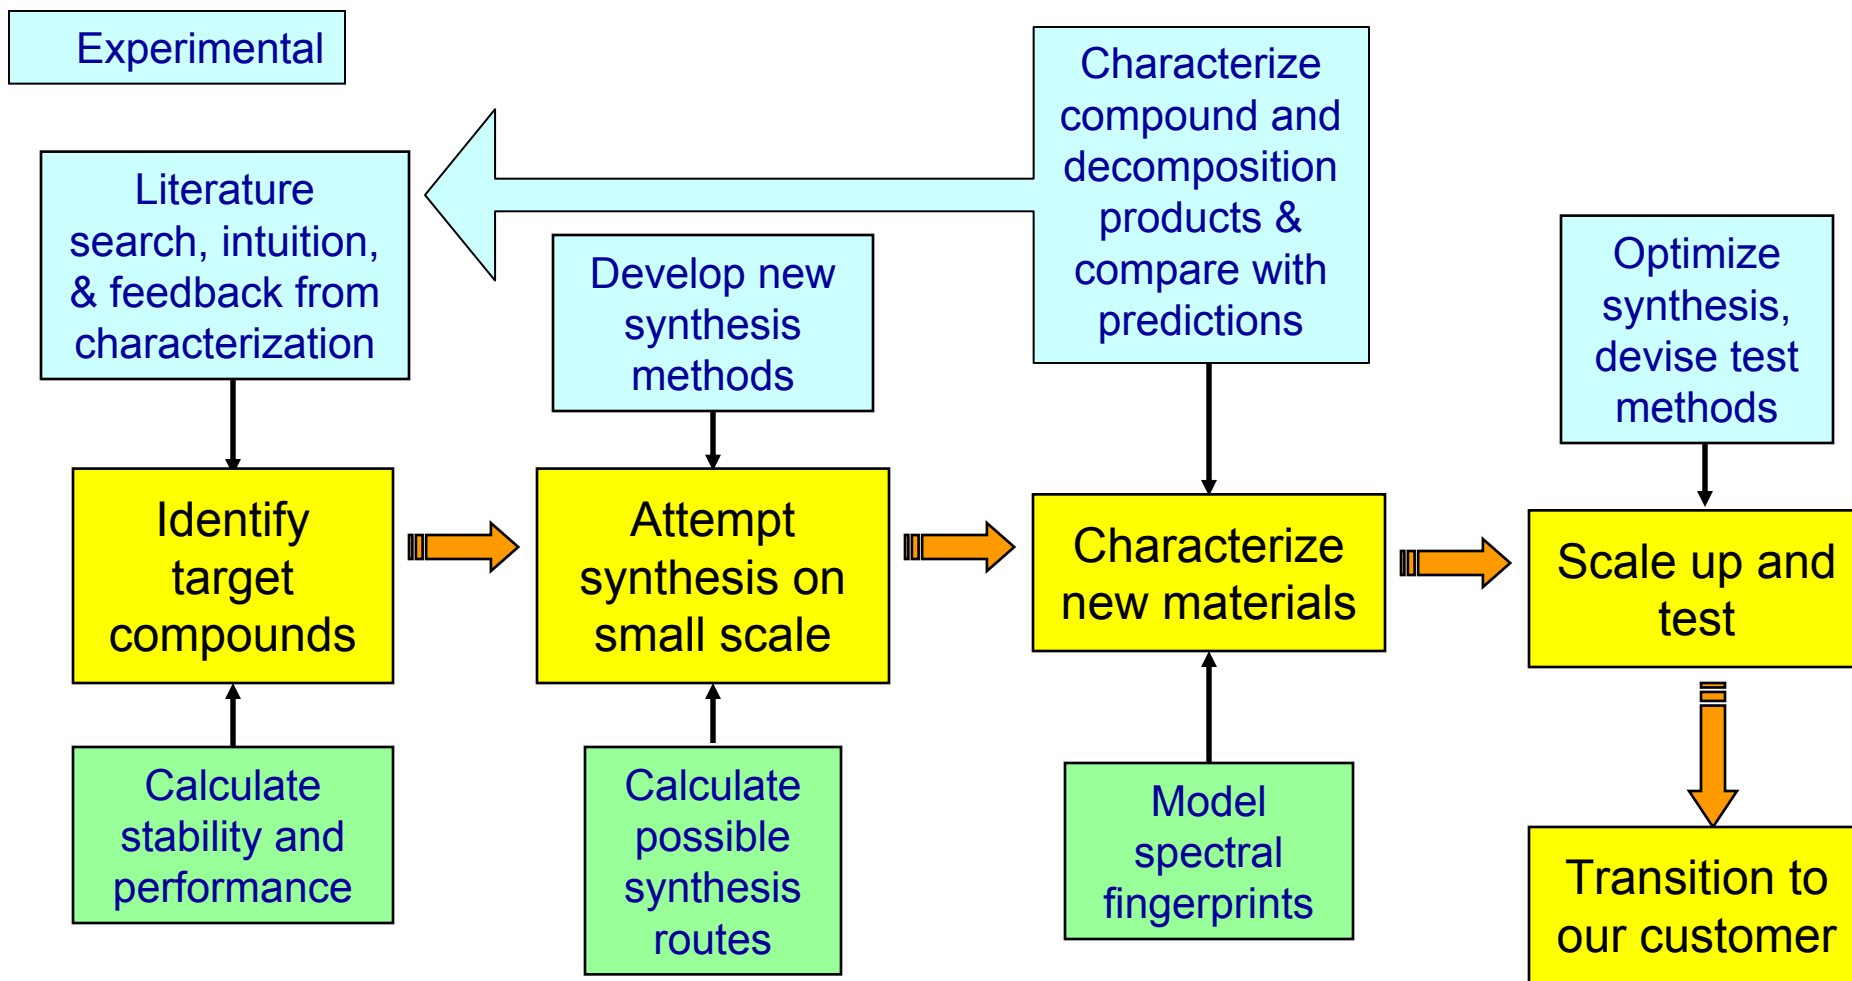 Experimental
Literature
search, intuition,
& feedback from
characterization
Develop new
synthesis
methods
Characterize
compound and
decomposition
products &
compare with
predictions
Optimize
synthesis,
devise test
methods
Identify
target
compounds
Attempt
synthesis on
small scale
Characterize
new materials
Scale up and
test
Calculate
stability and
performance
Calculate
possible
synthesis
routes
Model
spectral
fingerprints
Transition to
our customer